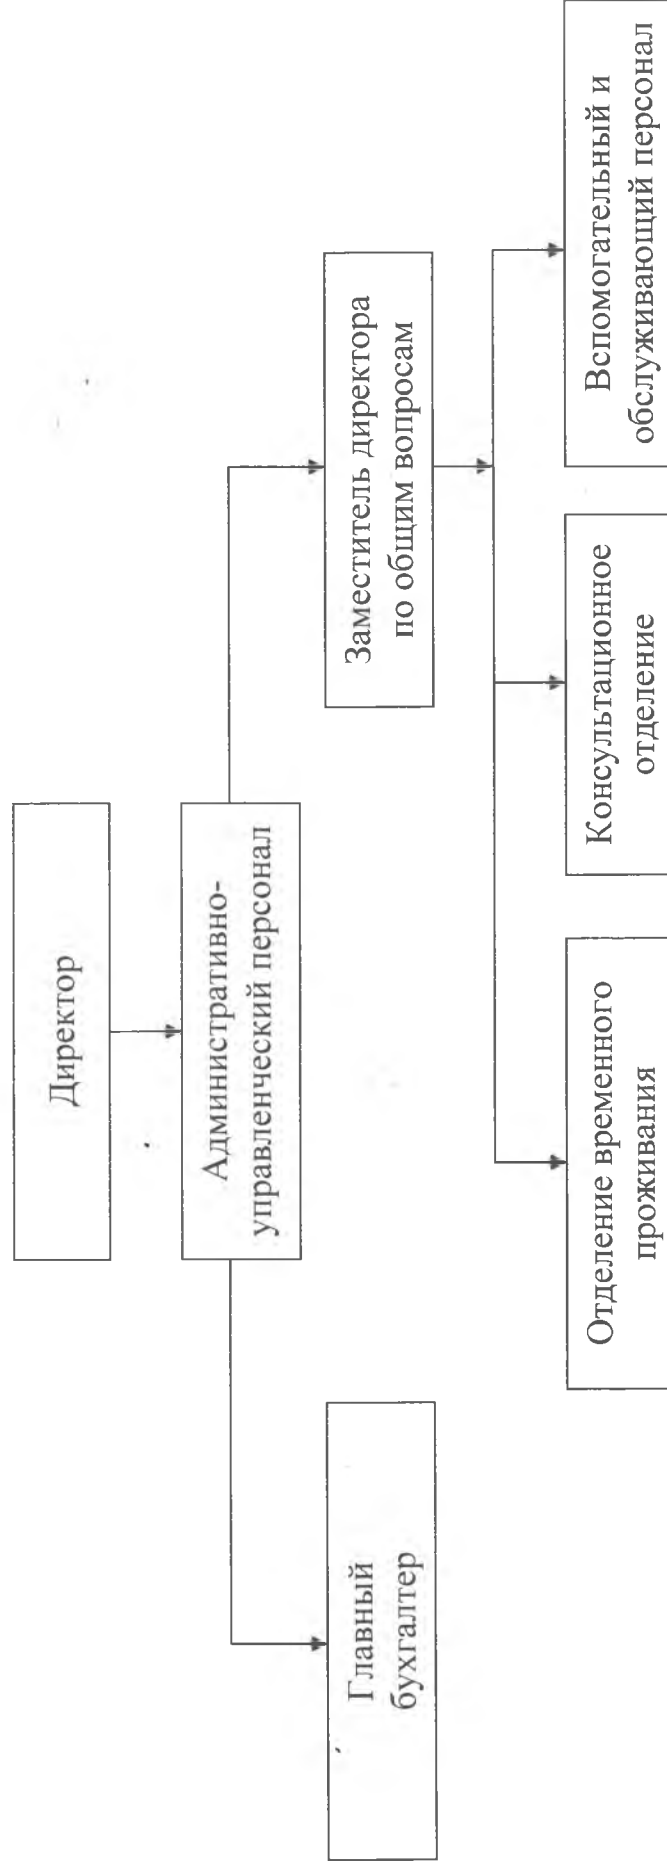 Директор
Административно-
управленческий персонал
Главный
бухгалтер
Заместитель директора
по общим вопросам
Отделение временного
проживания
Консультационное
отделение
Вспомогательный и
обслуживающий персонал